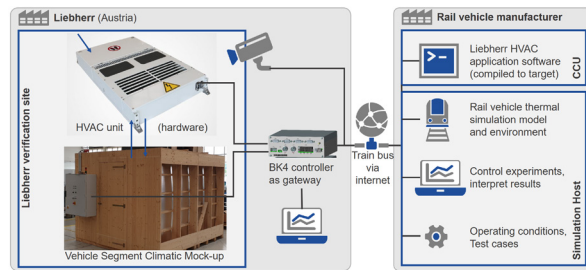 Liebherr (Austria)
Liebherr verification site
HVAC unit (hardware)
Vehicle Segment Climatic Mock-up
BK4 controller
as gateway
Train bus
via
internet
Rail vehicle manufacturer
Liebherr HVAC
application software
(compiled to target)
CCU
Rail vehicle thermal
simulation model
and environment
Control experiments,
interpret results
Operating conditions,
Test cases
Simulation Host